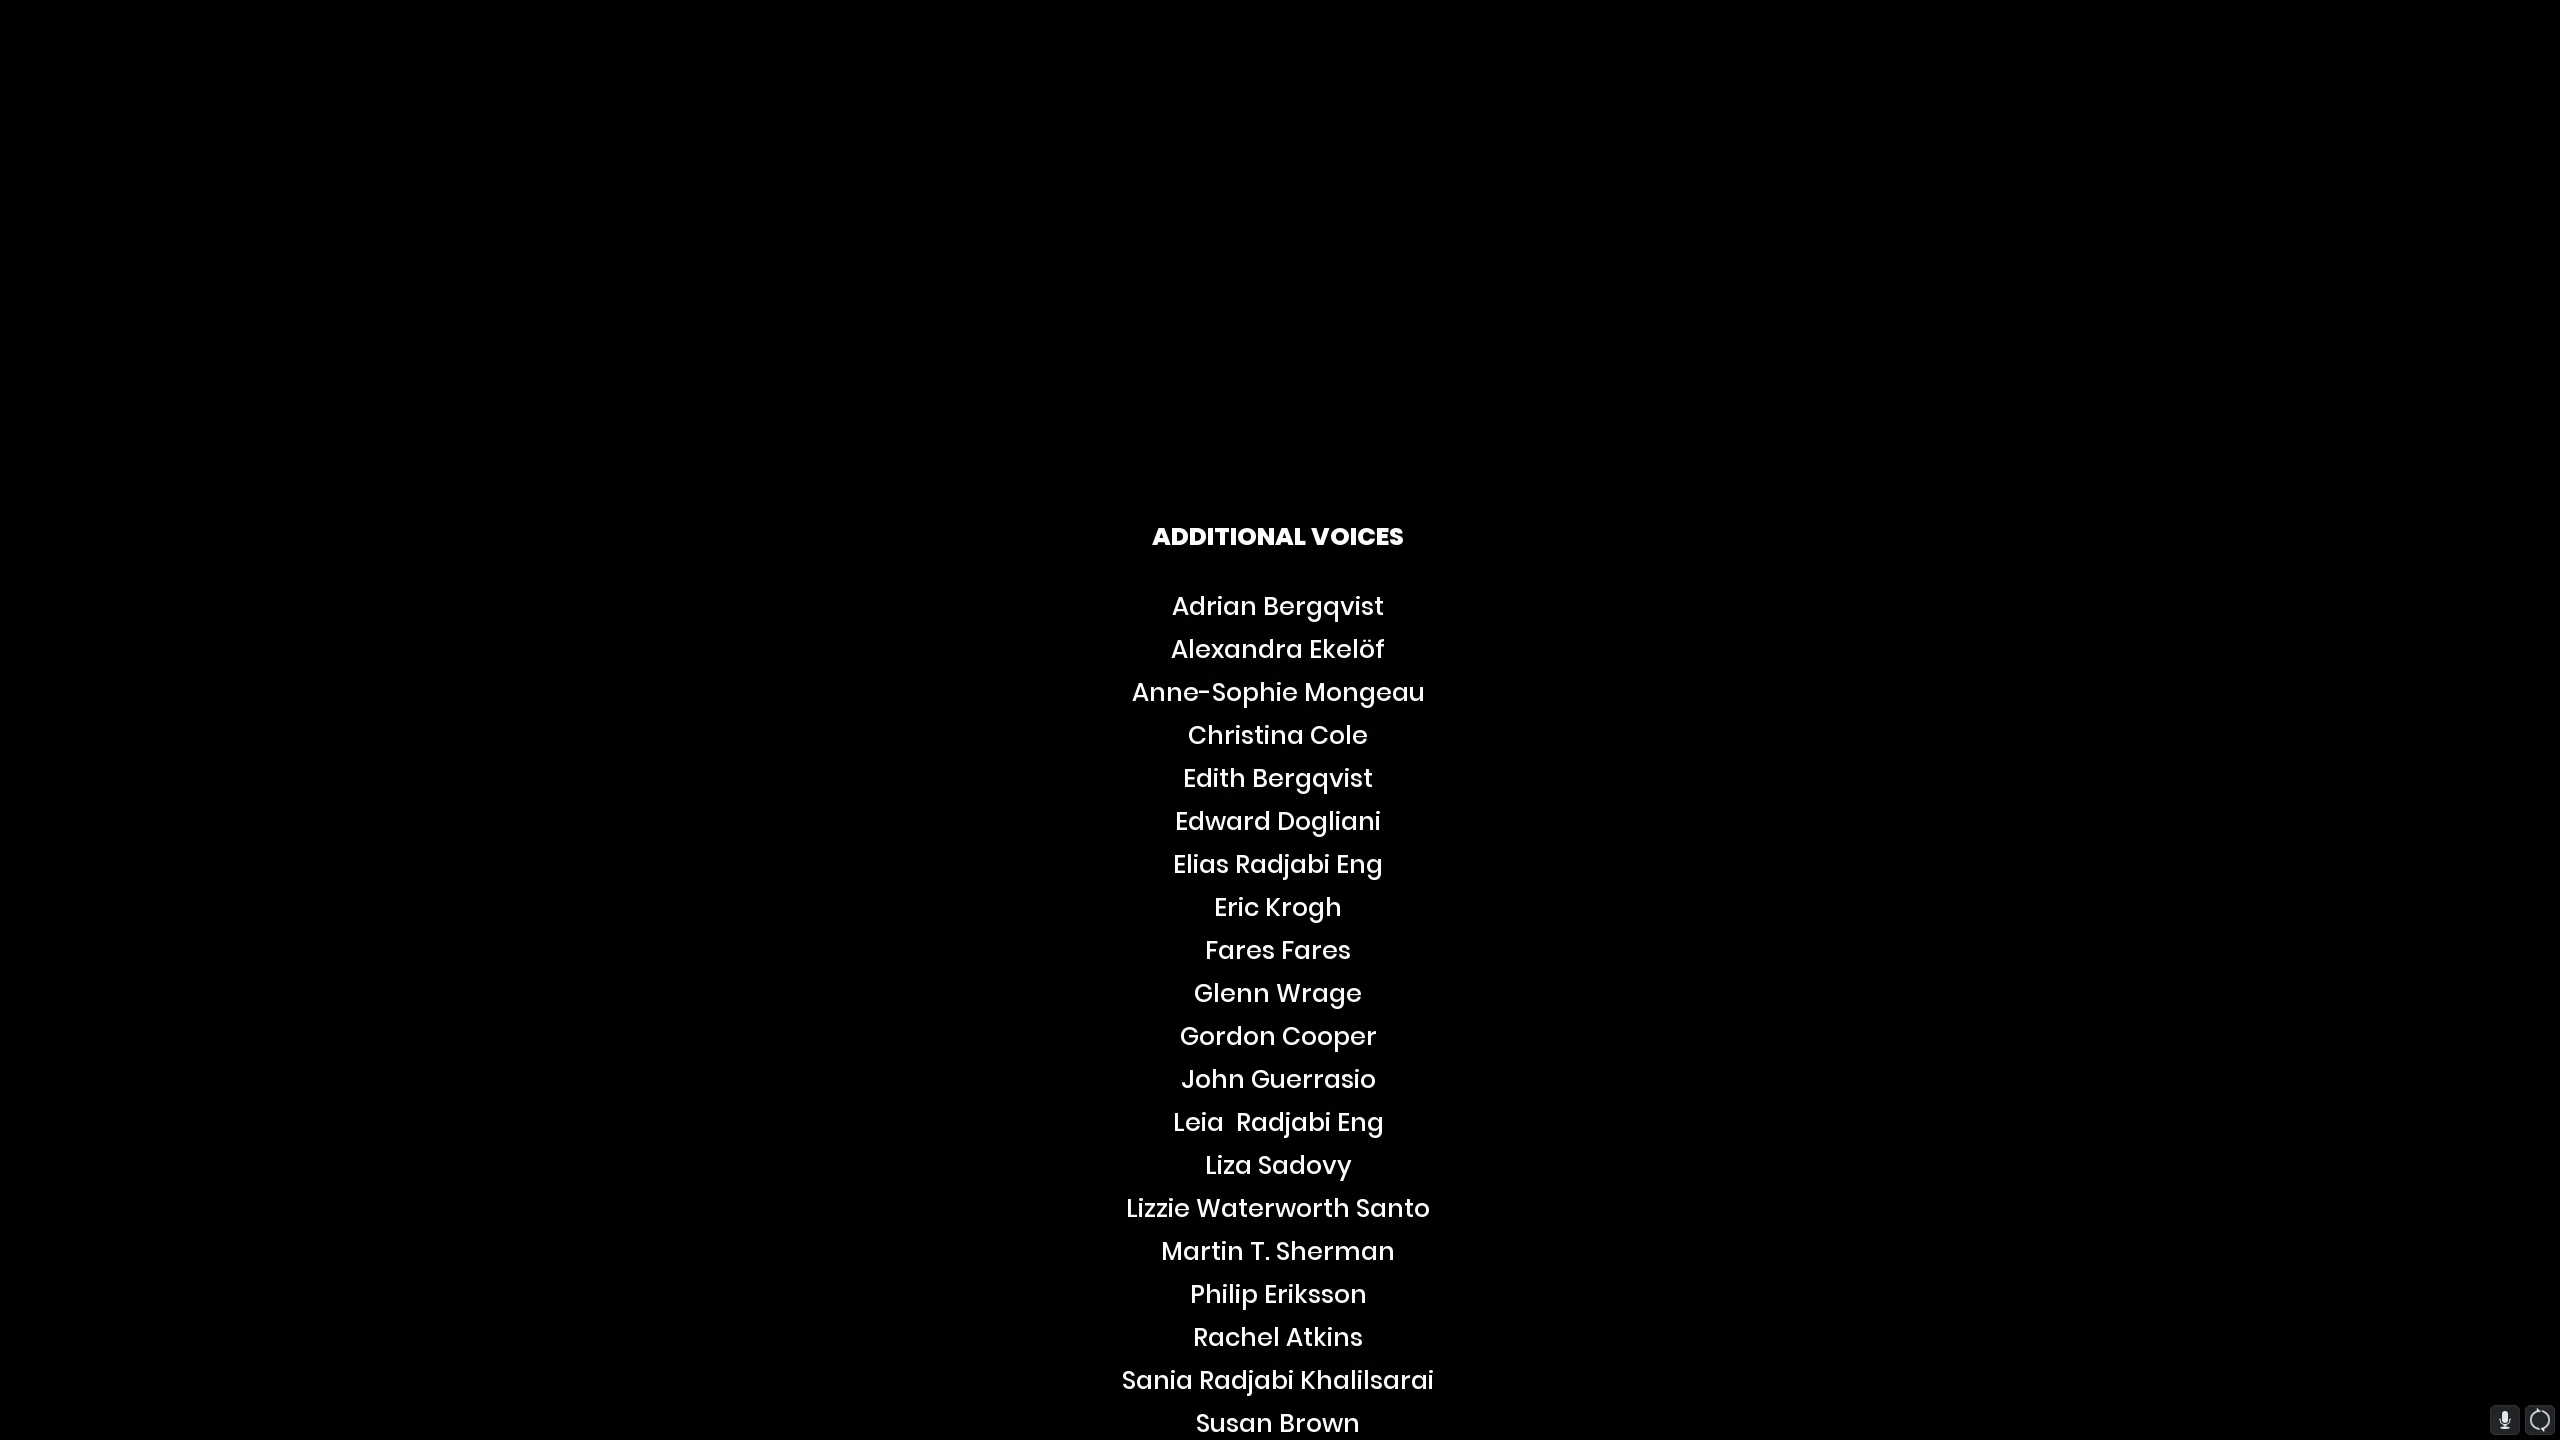 ADDITIONAL VOICES
Adrian Bergqvist
Alexandra Ekelöf
Anne-Sophie Mongeau
Christina Cole
Edith Bergqvist
Edward Dogliani
Elias Radjabi Eng
Eric Krogh
Fares Fares
Glenn Wrage
Gordon Cooper
John Guerrasio
Leia  Radjabi Eng
Liza Sadovy
Lizzie Waterworth Santo
Martin T. Sherman
Philip Eriksson
Rachel Atkins
Sania Radjabi Khalilsarai
Susan Brown